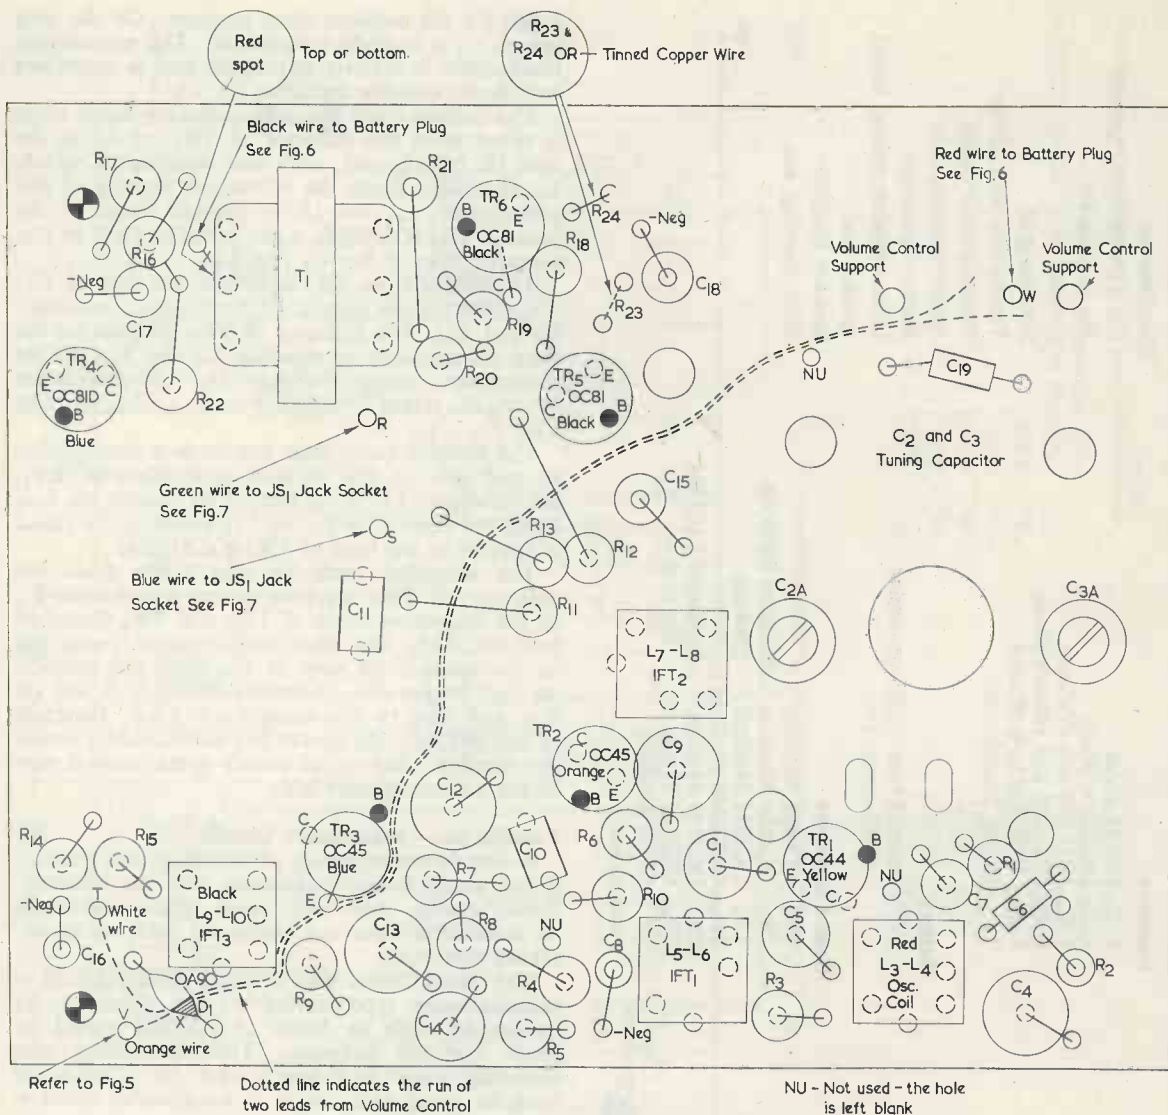 Red
spot
Top or bottom.
R23 &
R24 OR
Tinned Copper Wire
Black wire to Battery Plug
See Fig.6
Red wire to Battery Plug
See Fig.6
R17
R21
TR6
B
E
OC81
Black
C
C
R24
-Neg
R18
Volume Control
Support
Volume Control
Support
R16
X
T1
-Neg
C17
R19
R23
C18
W
TR4
E
C
OC81D
B
Blue
R22
R20
TR5
E
OC81
C
B
Black
NU
C19
R
C2 and C3
Tuning Capacitor
Green wire to JS1 Jack Socket
See Fig.7
C15
S
R13
R12
Blue wire to JS1 Jack
Socket See Fig.7
C11
R11
C2A
C3A
L7-L8
IFT2
TR2
C
OC45
Orange
E
B
C9
C12
B
C
TR3
OC45
Blue
E
R14
R15
R6
C10
C1
TR1
OC44
Yellow
B
E
C
NU
R1
R7
R10
C7
C6
T
-Neg
White
wire
Black
L9-L10
IFT3
C16
C13
R8
NU
C8
L5-L6
IFT1
C5
Red
L3-L4
Osc.
Coil
R2
OA90
D1
X
R9
R4
R3
C4
V
Orange wire
C14
R5
-Neg
Refer to Fig.5
Dotted line indicates the run of
two leads from Volume Control
NU - Not used - the hole
is left blank